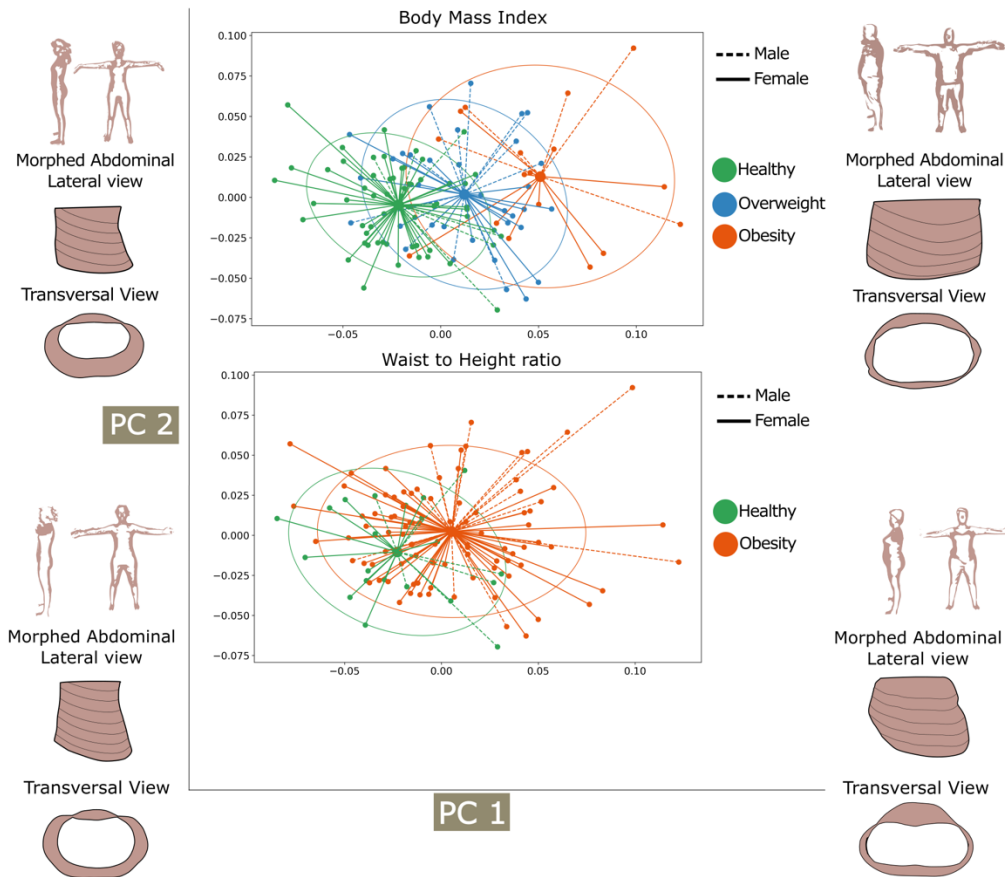 Body Mass Index
0.100
0.075
0.050
0.025
0.000
−0.025
−0.050
−0.075
−0.05
0.00
0.05
0.10
Male
Female
Healthy
Overweight
Obesity
Morphed Abdominal
Lateral view
Transversal View
Morphed Abdominal
Lateral view
Transversal View
Waist to Height ratio
0.100
0.075
0.050
0.025
0.000
−0.025
−0.050
−0.075
−0.05
0.00
0.05
0.10
Male
Female
Healthy
Obesity
PC 2
Morphed Abdominal
Lateral view
Transversal View
Morphed Abdominal
Lateral view
Transversal View
PC 1